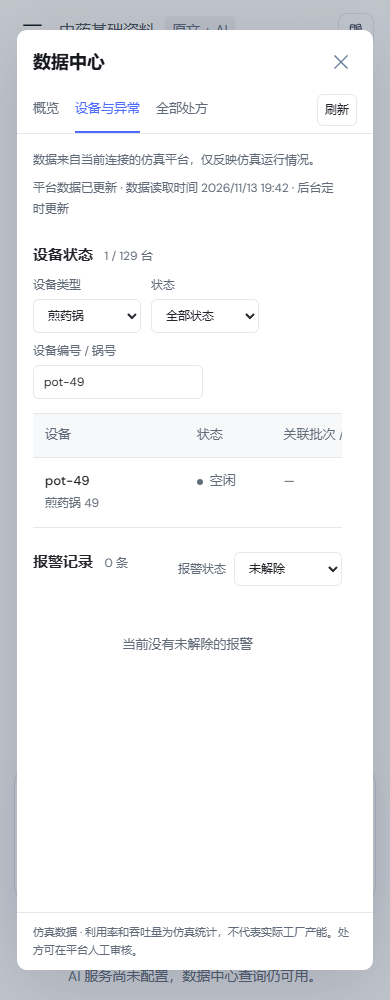 中药基础资料 原文 + AI
数据中心
概览 设备与异常 全部处方 刷新
数据来自当前连接的仿真平台，仅反映仿真运行情况。
平台数据已更新 · 数据读取时间 2026/11/13 19:42 · 后台定
时更新
设备状态 1 / 129 台
设备类型 状态
煎药锅 全部状态
设备编号 / 锅号
pot-49
设备 状态 关联批次 /
pot-49 空闲 —
煎药锅 49
报警记录 0 条 报警状态 未解除
当前没有未解除的报警
仿真数据 · 利用率和吞吐量为仿真统计，不代表实际工厂产能。处
方可在平台人工审核。
AI 服务尚未配置，数据中心查询仍可用。